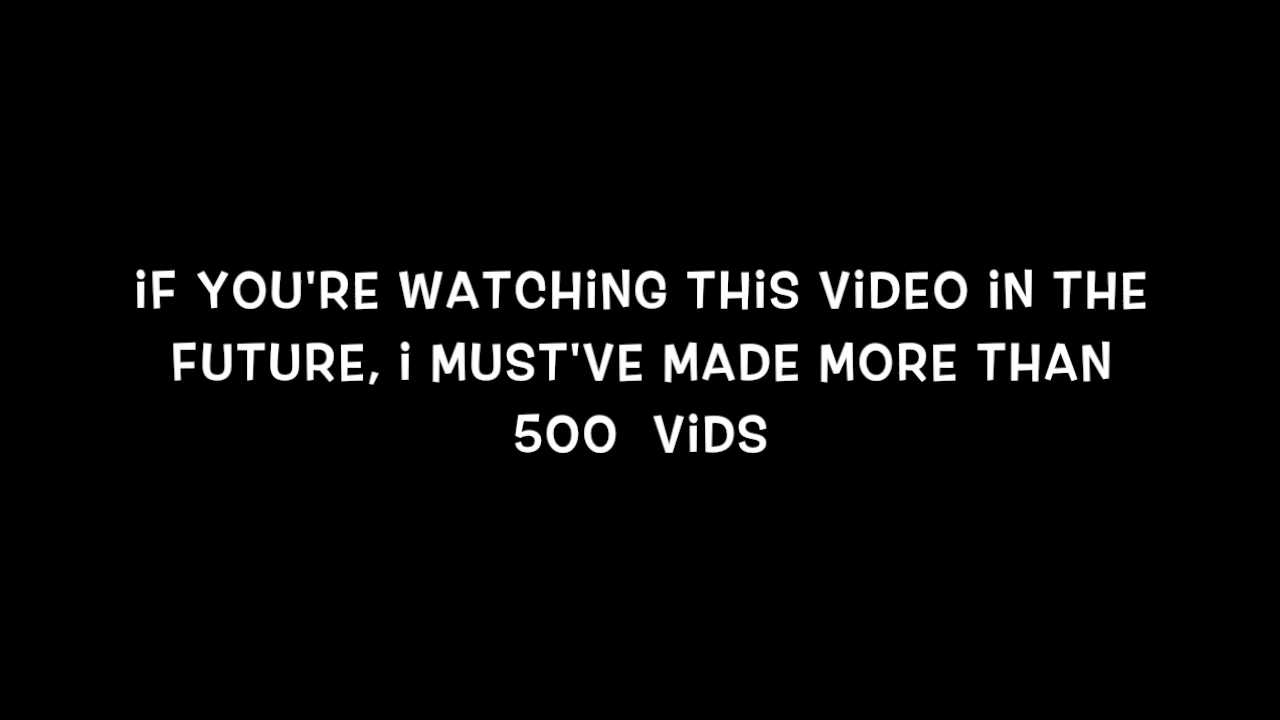 iF YOU'RE WATCHiNG THiS ViDEO iN THE
FUTURE, i MUST'VE MADE MORE THAN
500  ViDS